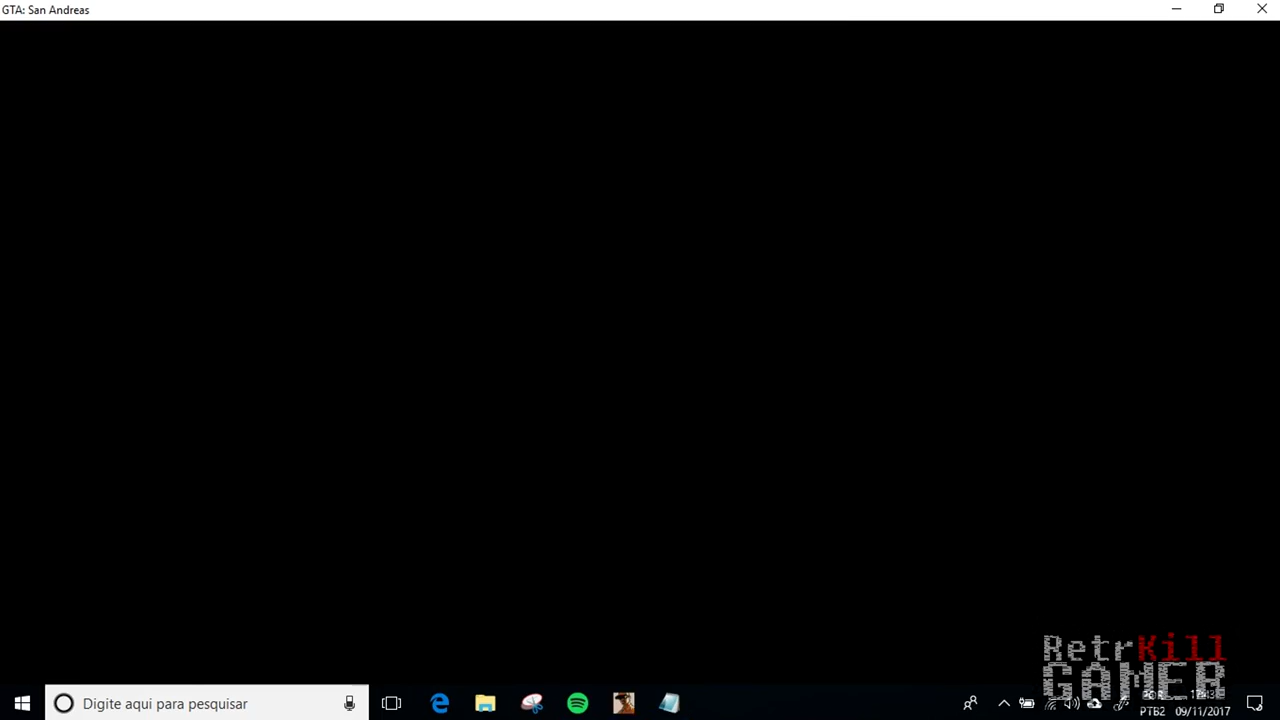 GTA: San Andreas
RetrKill
GAMER
Digite aqui para pesquisar
PTB2
09/11/2017